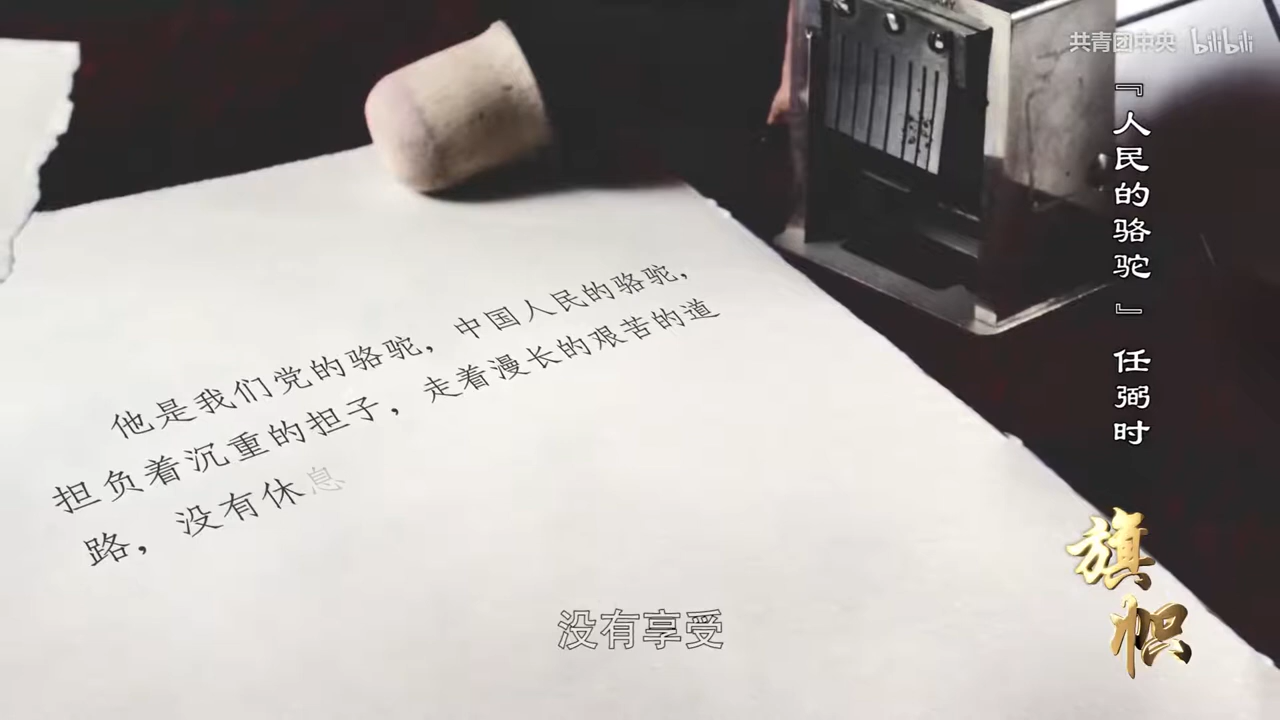 共青团中央 bilibili
『人民的骆驼』任弼时
他是我们党的骆驼，中国人民的骆驼，
担负着沉重的担子，走着漫长的艰苦的道
路，没有休息
没有享受
旗帜